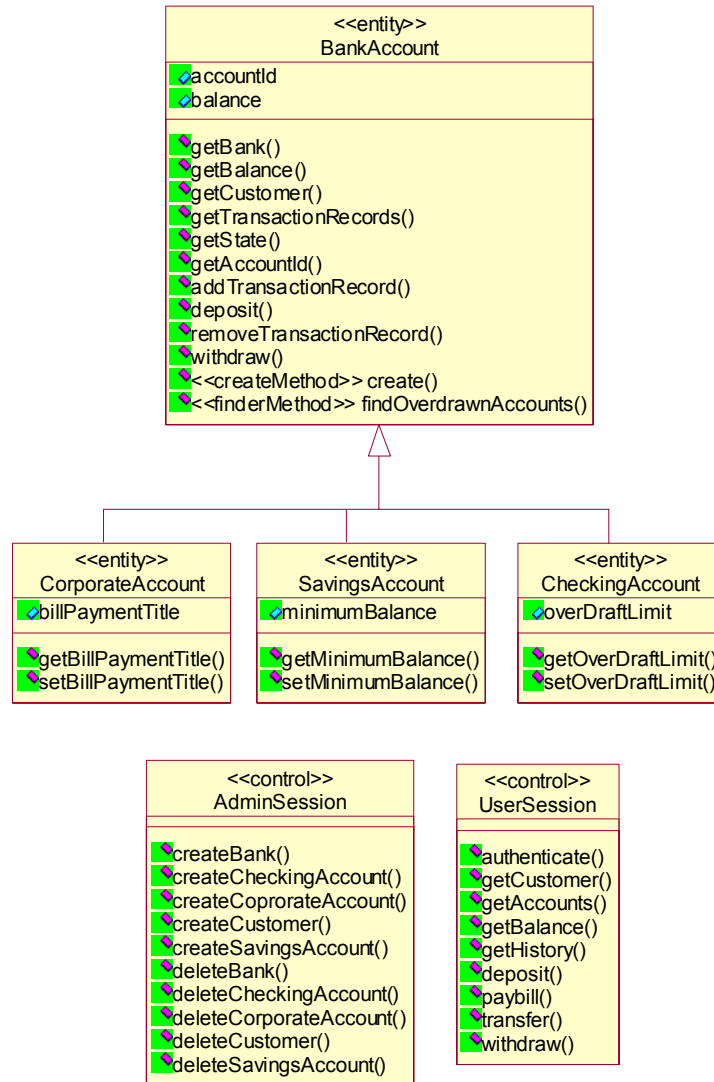 <<entity>>
BankAccount
accountId
balance
getBank()
getBalance()
getCustomer()
getTransactionRecords()
getState()
getAccountId()
addTransactionRecord()
deposit()
removeTransactionRecord()
withdraw()
<<createMethod>> create()
<<finderMethod>> findOverdrawnAccounts()
<<entity>>
CorporateAccount
billPaymentTitle
getBillPaymentTitle()
setBillPaymentTitle()
<<entity>>
SavingsAccount
minimumBalance
getMinimumBalance()
setMinimumBalance()
<<entity>>
CheckingAccount
overDraftLimit
getOverDraftLimit()
setOverDraftLimit()
<<control>>
AdminSession
createBank()
createCheckingAccount()
createCoprorateAccount()
createCustomer()
createSavingsAccount()
deleteBank()
deleteCheckingAccount()
deleteCorporateAccount()
deleteCustomer()
deleteSavingsAccount()
<<control>>
UserSession
authenticate()
getCustomer()
getAccounts()
getBalance()
getHistory()
deposit()
paybill()
transfer()
withdraw()